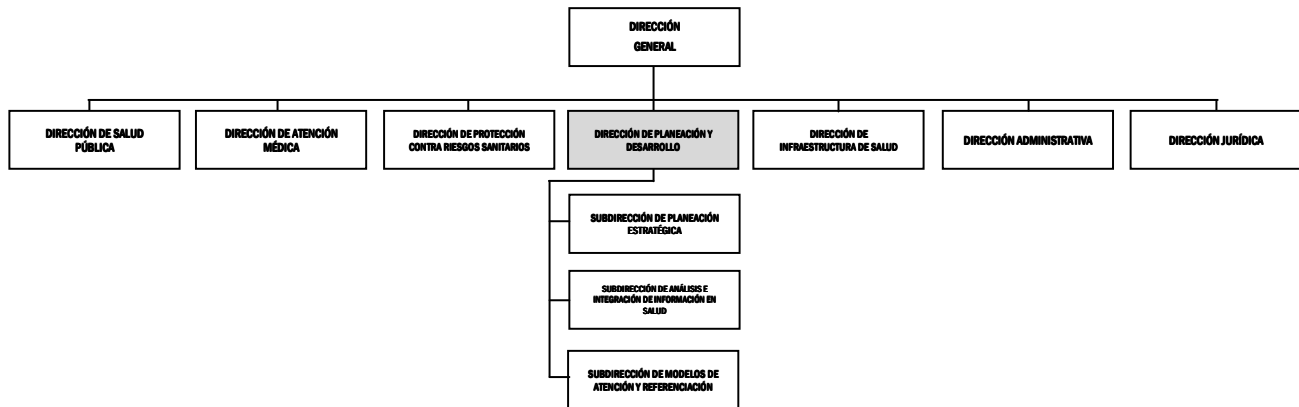 DIRECCIÓN
GENERAL
DIRECCIÓN DE SALUD
PÚBLICA
DIRECCIÓN DE ATENCIÓN
MÉDICA
DIRECCIÓN DE PROTECCIÓN
CONTRA RIESGOS SANITARIOS
DIRECCIÓN DE PLANEACIÓN Y
DESARROLLO
DIRECCIÓN DE
INFRAESTRUCTURA DE SALUD
DIRECCIÓN ADMINISTRATIVA
DIRECCIÓN JURÍDICA
SUBDIRECCIÓN DE PLANEACIÓN
ESTRATÉGICA
SUBDIRECCIÓN DE ANÁLISIS E
INTEGRACIÓN DE INFORMACIÓN EN
SALUD
SUBDIRECCIÓN DE MODELOS DE
ATENCIÓN Y REFERENCIACIÓN